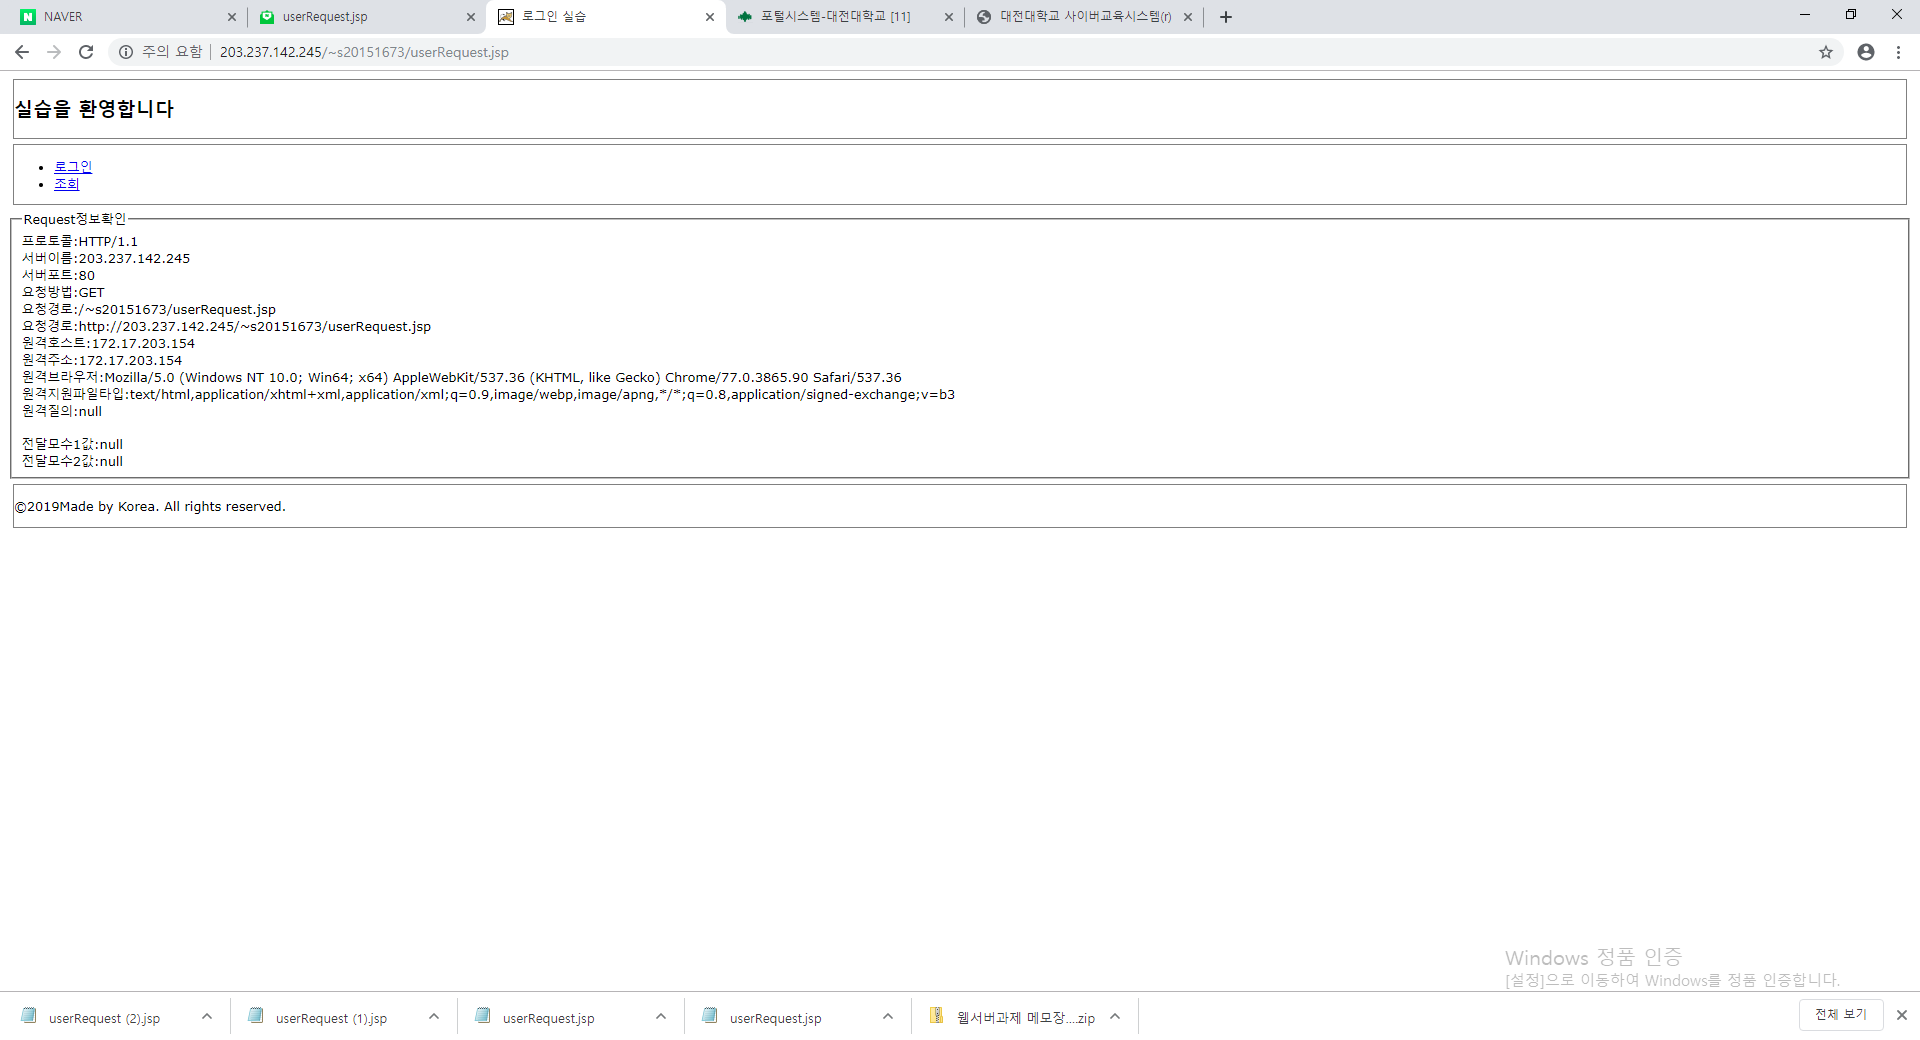 NAVER
userRequest.jsp
로그인 실습
포털시스템-대전대학교 [11]
대전대학교 사이버교육시스템(r)
주의 요함 | 203.237.142.245/~s20151673/userRequest.jsp
실습을 환영합니다
로그인
조회
Request정보확인
프로토콜:HTTP/1.1
서버이름:203.237.142.245
서버포트:80
요청방법:GET
요청경로:/~s20151673/userRequest.jsp
요청경로:http://203.237.142.245/~s20151673/userRequest.jsp
원격호스트:172.17.203.154
원격주소:172.17.203.154
원격브라우저:Mozilla/5.0 (Windows NT 10.0; Win64; x64) AppleWebKit/537.36 (KHTML, like Gecko) Chrome/77.0.3865.90 Safari/537.36
원격지원파일타입:text/html,application/xhtml+xml,application/xml;q=0.9,image/webp,image/apng,*/*;q=0.8,application/signed-exchange;v=b3
원격질의:null
전달모수1값:null
전달모수2값:null
©2019Made by Korea. All rights reserved.
Windows 정품 인증
[설정]으로 이동하여 Windows를 정품 인증합니다.
userRequest (2).jsp
userRequest (1).jsp
userRequest.jsp
userRequest.jsp
웹서버과제 메모장....zip
전체 보기